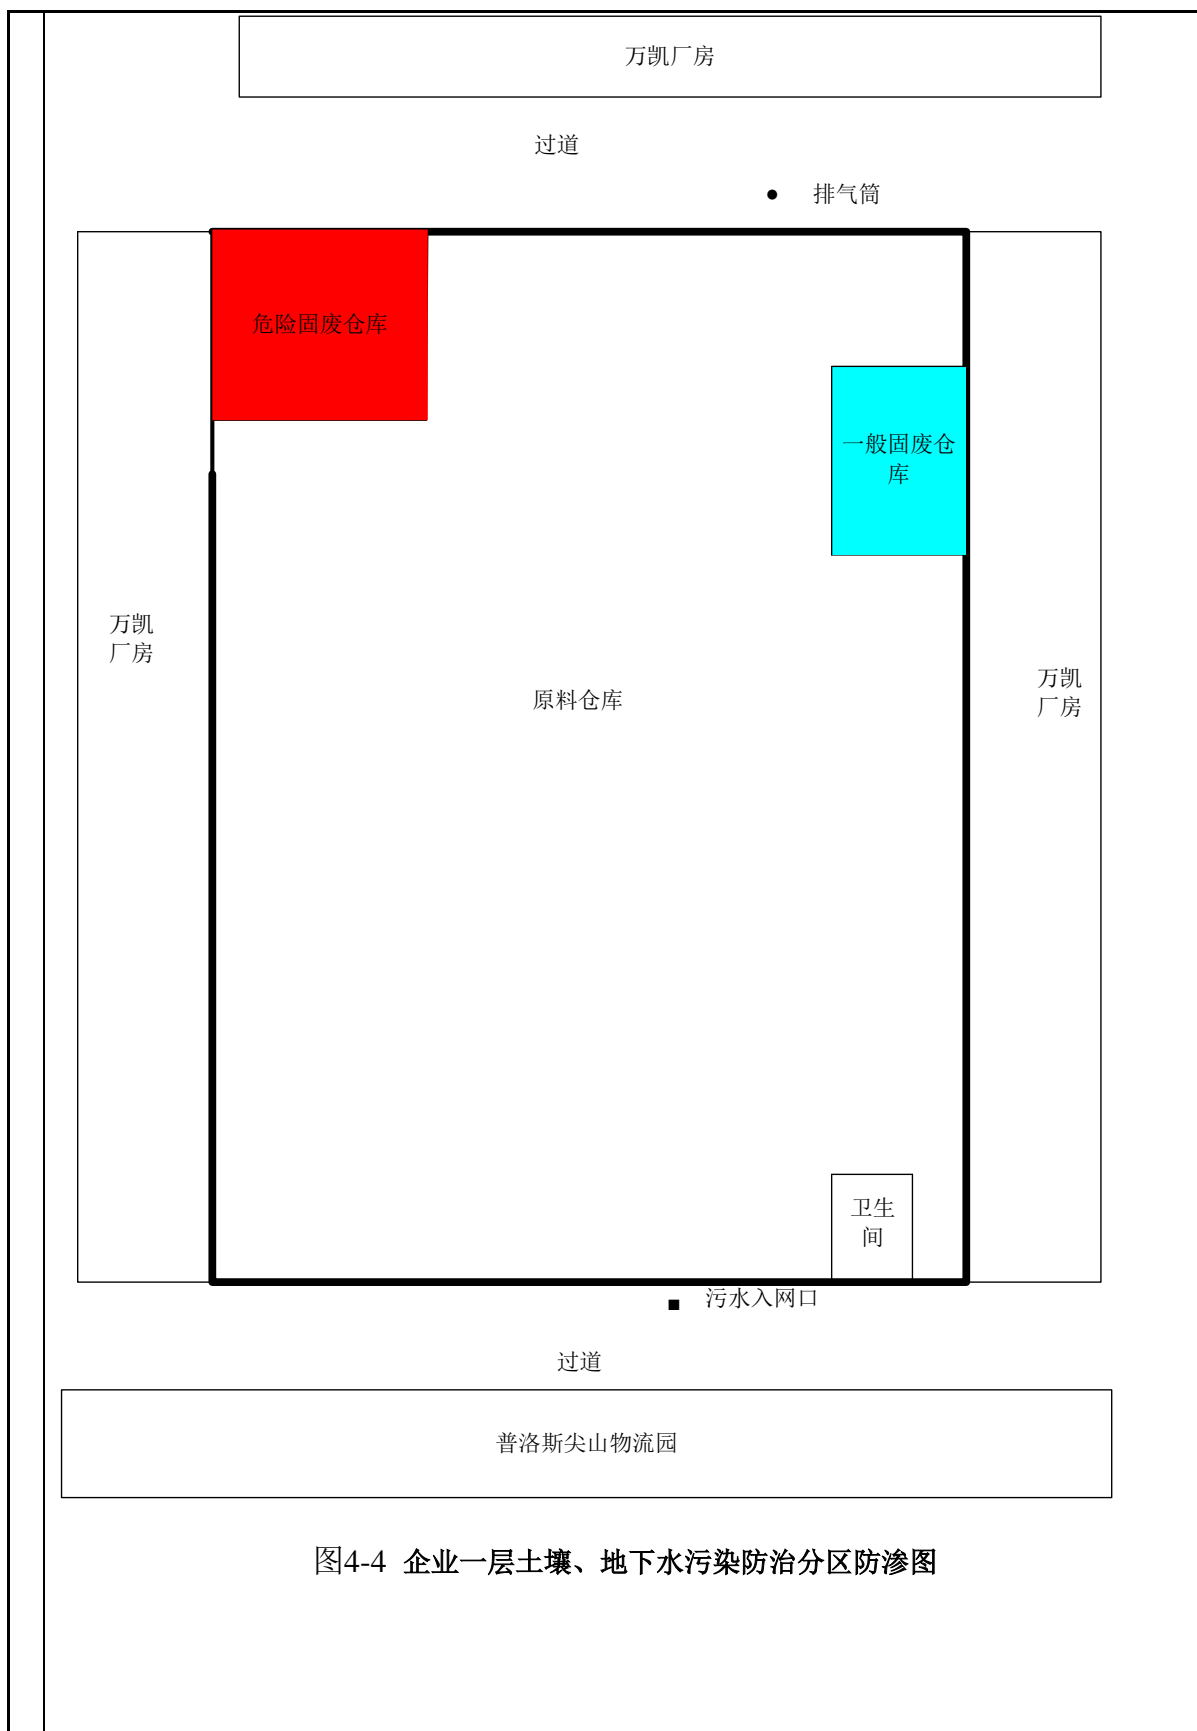 万凯厂房
过道
排气筒
危险固废仓库
一般固废仓
库
万凯
厂房
原料仓库
万凯
厂房
卫生
间
污水入网口
过道
普洛斯尖山物流园
图4-4 企业一层土壤、地下水污染防治分区防渗图